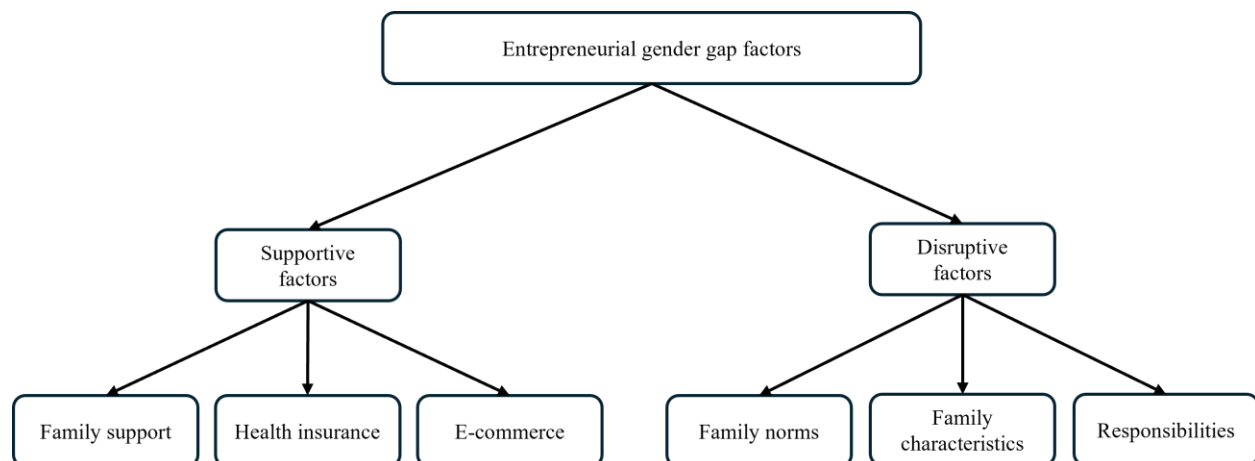 Entrepreneurial gender gap factors
Supportive
factors
Disruptive
factors
Family support
Health insurance
E-commerce
Family norms
Family
characteristics
Responsibilities